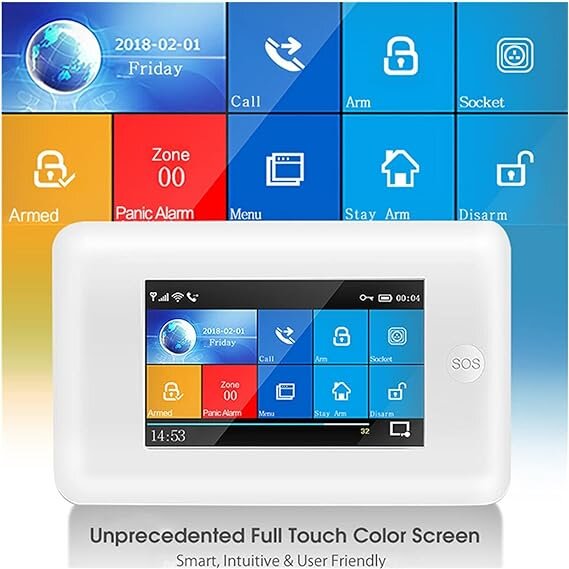 2018-02-01
Friday
Call
Arm
Socket
Armed
Zone
00
Panic Alarm
Menu
Stay Arm
Disarm
00:04
2018-02-01
Friday
Call
Arm
Socket
Armed
Zone
00
Panic Alarm
Menu
Stay Arm
Disarm
14:53
32
SOS
Unprecedented Full Touch Color Screen
Smart, Intuitive & User Friendly